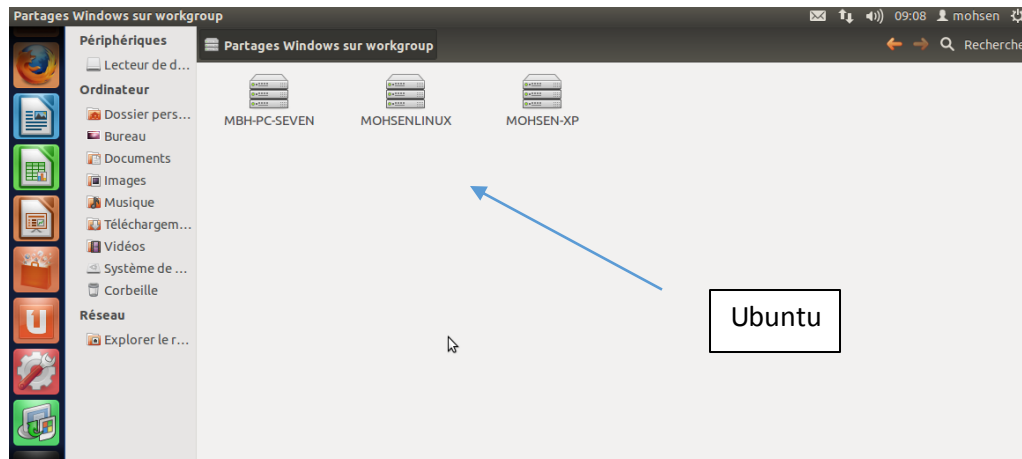 Partages Windows sur workgroup
09:08 mohsen
Périphériques
Lecteur de d...
Ordinateur
Dossier pers...
Bureau
Documents
Images
Musique
Téléchargem...
Vidéos
Système de ...
Corbeille
Réseau
Explorer le r...
Partages Windows sur workgroup
Recherche
MBH-PC-SEVEN MOHSENLINUX MOHSEN-XP
Ubuntu